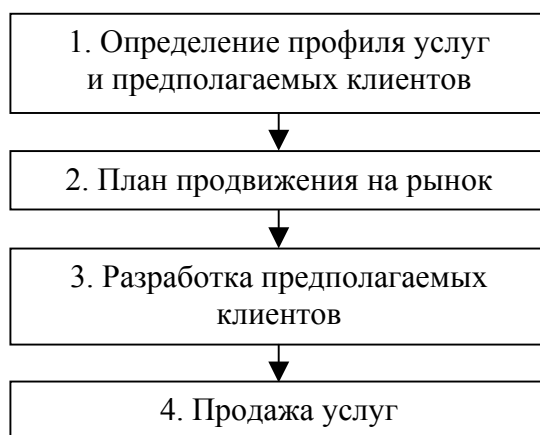 1. Определение профиля услуг
и предполагаемых клиентов
2. План продвижения на рынок
3. Разработка предполагаемых
клиентов
4. Продажа услуг